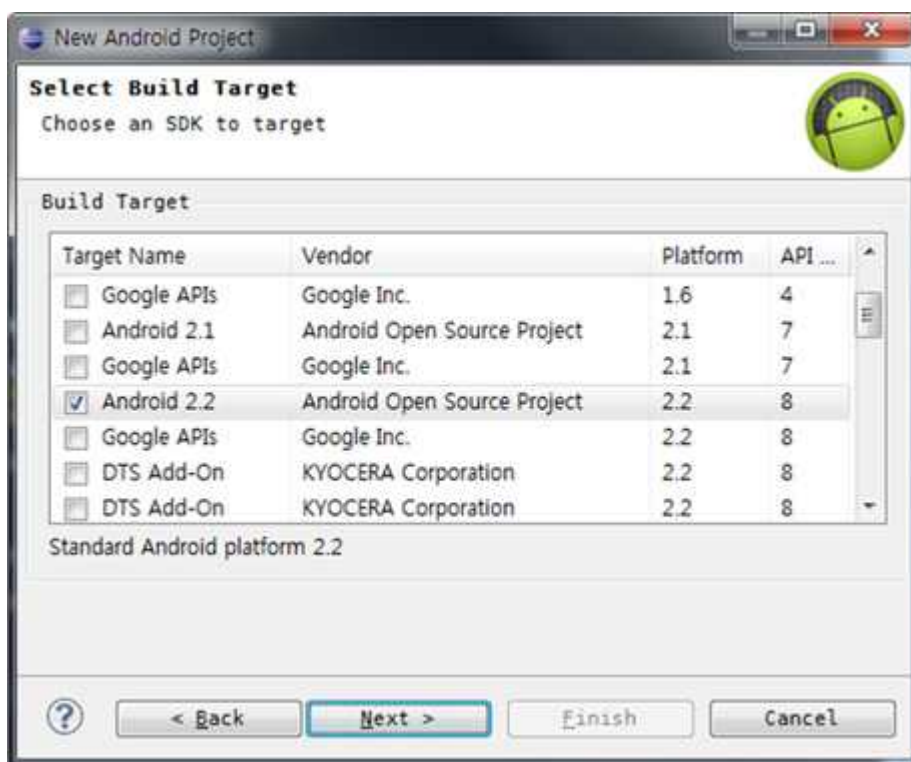 New Android Project
Select Build Target
Choose an SDK to target
Build Target
Target Name Vendor Platform API ...
Google APIs Google Inc. 1.6 4
Android 2.1 Android Open Source Project 2.1 7
Google APIs Google Inc. 2.1 7
Android 2.2 Android Open Source Project 2.2 8
Google APIs Google Inc. 2.2 8
DTS Add-On KYOCERA Corporation 2.2 8
DTS Add-On KYOCERA Corporation 2.2 8
Standard Android platform 2.2
? < Back Next > Finish Cancel